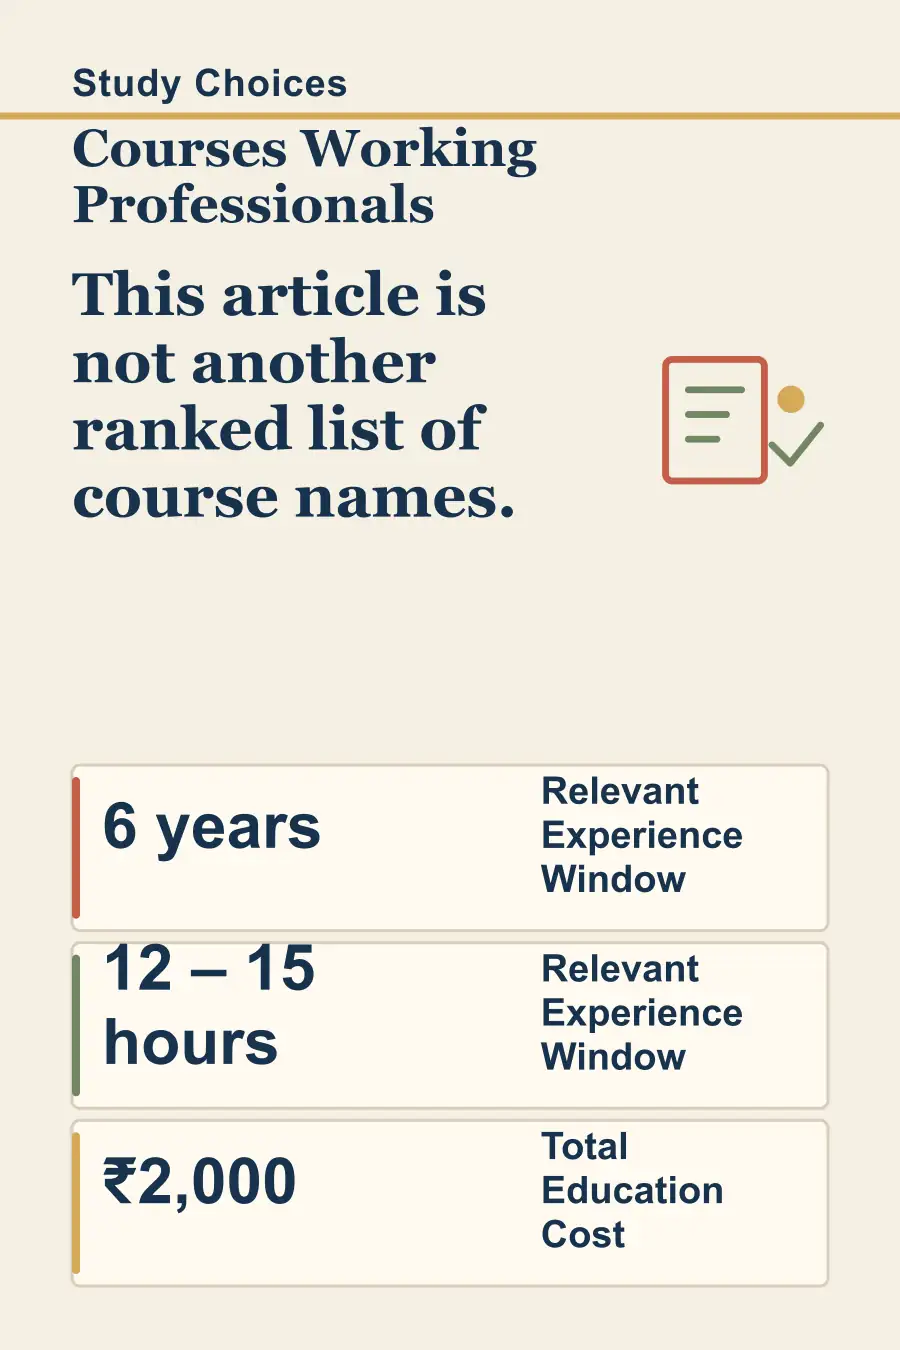 Study Choices
Courses Working
Professionals
This article is
not another
ranked list of
course names.
6 years
Relevant
Experience
Window
12 – 15
hours
Relevant
Experience
Window
₹2,000
Total
Education
Cost